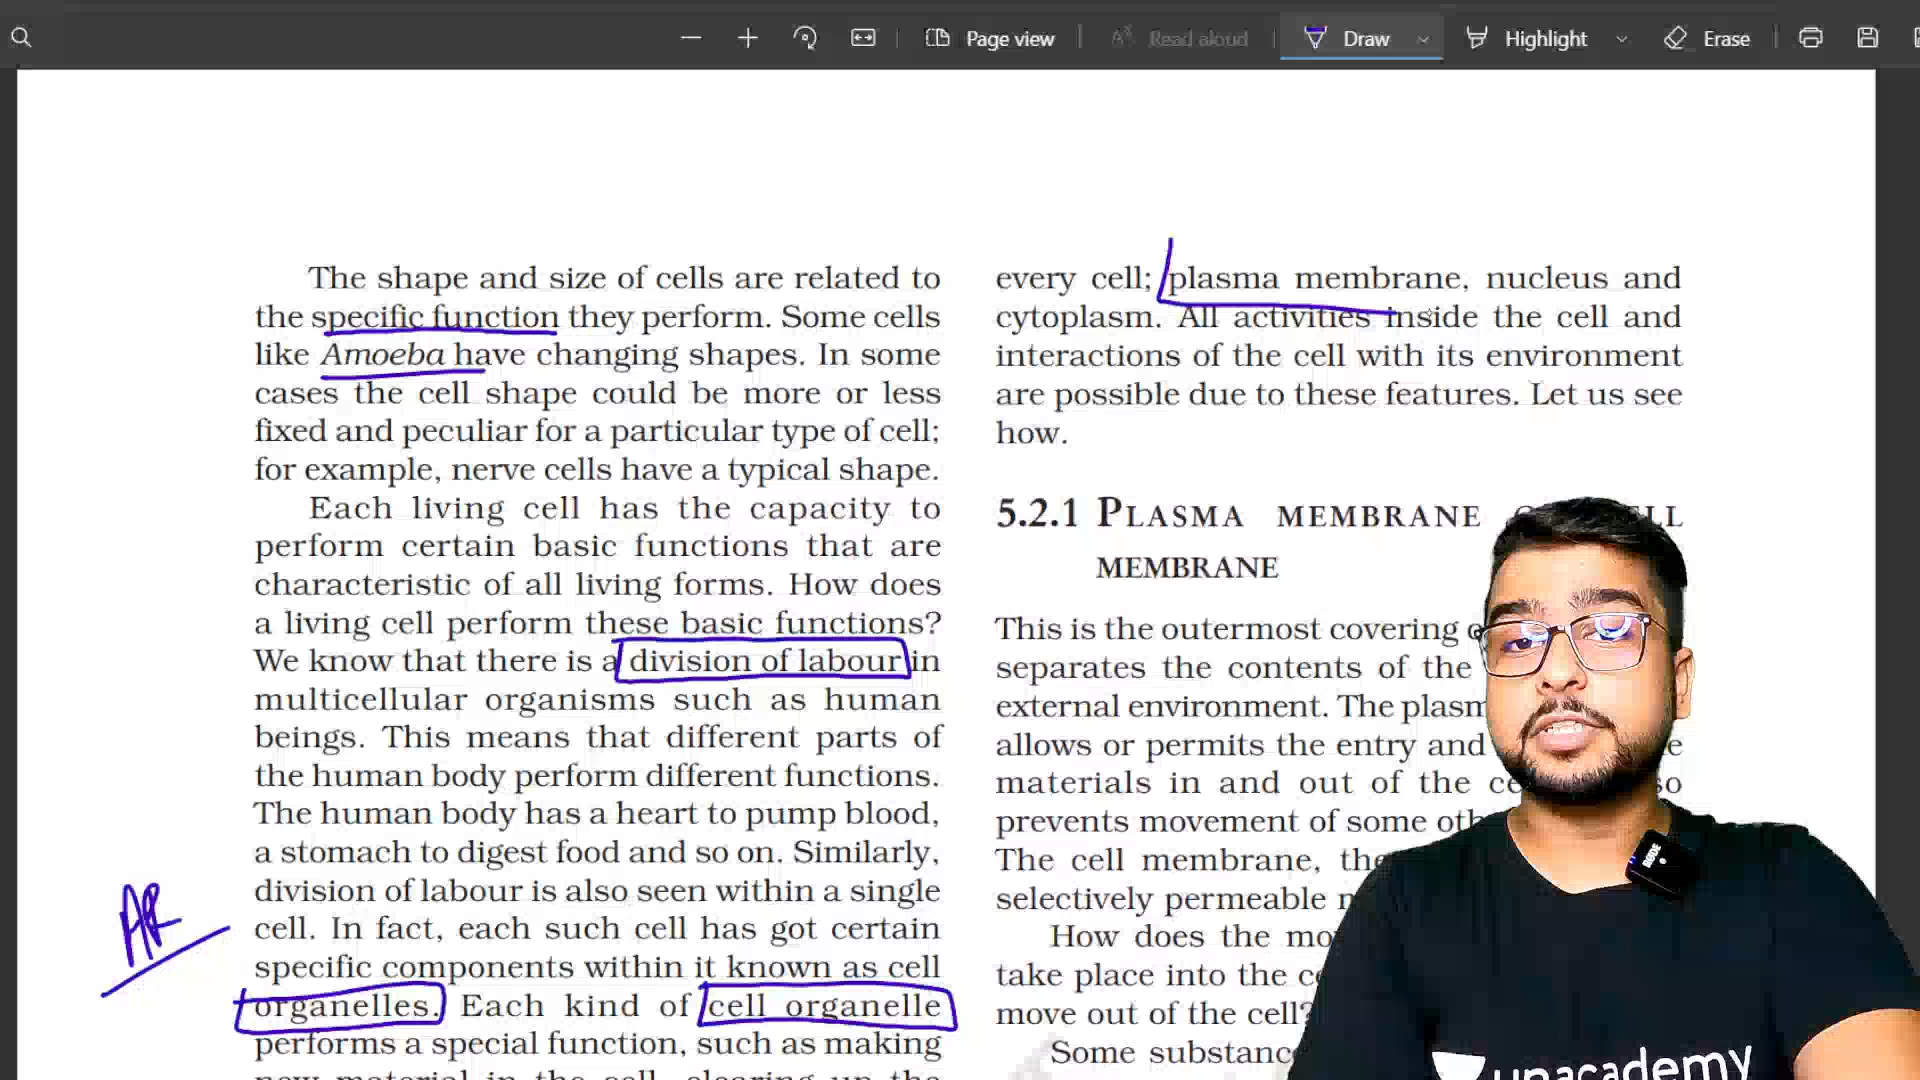 Page view
Read aloud
Draw
Highlight
Erase
The shape and size of cells are related to
the specific function they perform. Some cells
like Amoeba have changing shapes. In some
cases the cell shape could be more or less
fixed and peculiar for a particular type of cell;
for example, nerve cells have a typical shape.
Each living cell has the capacity to
perform certain basic functions that are
characteristic of all living forms. How does
a living cell perform these basic functions?
We know that there is a division of labour in
multicellular organisms such as human
beings. This means that different parts of
the human body perform different functions.
The human body has a heart to pump blood,
a stomach to digest food and so on. Similarly,
division of labour is also seen within a single
cell. In fact, each such cell has got certain
specific components within it known as cell
organelles. Each kind of cell organelle
performs a special function, such as making
new material in the cell, clearing up the
AR
every cell; plasma membrane, nucleus and
cytoplasm. All activities inside the cell and
interactions of the cell with its environment
are possible due to these features. Let us see
how.
5.2.1 PLASMA MEMBRANE
MEMBRANE
This is the outermost covering
separates the contents of the
external environment. The
allows or permits the entry and
materials in and out of the
prevents movement of some
The cell membrane,
selectively permeable
How does the
take place into the
move out of the cell?
Some
RODE
unacademy